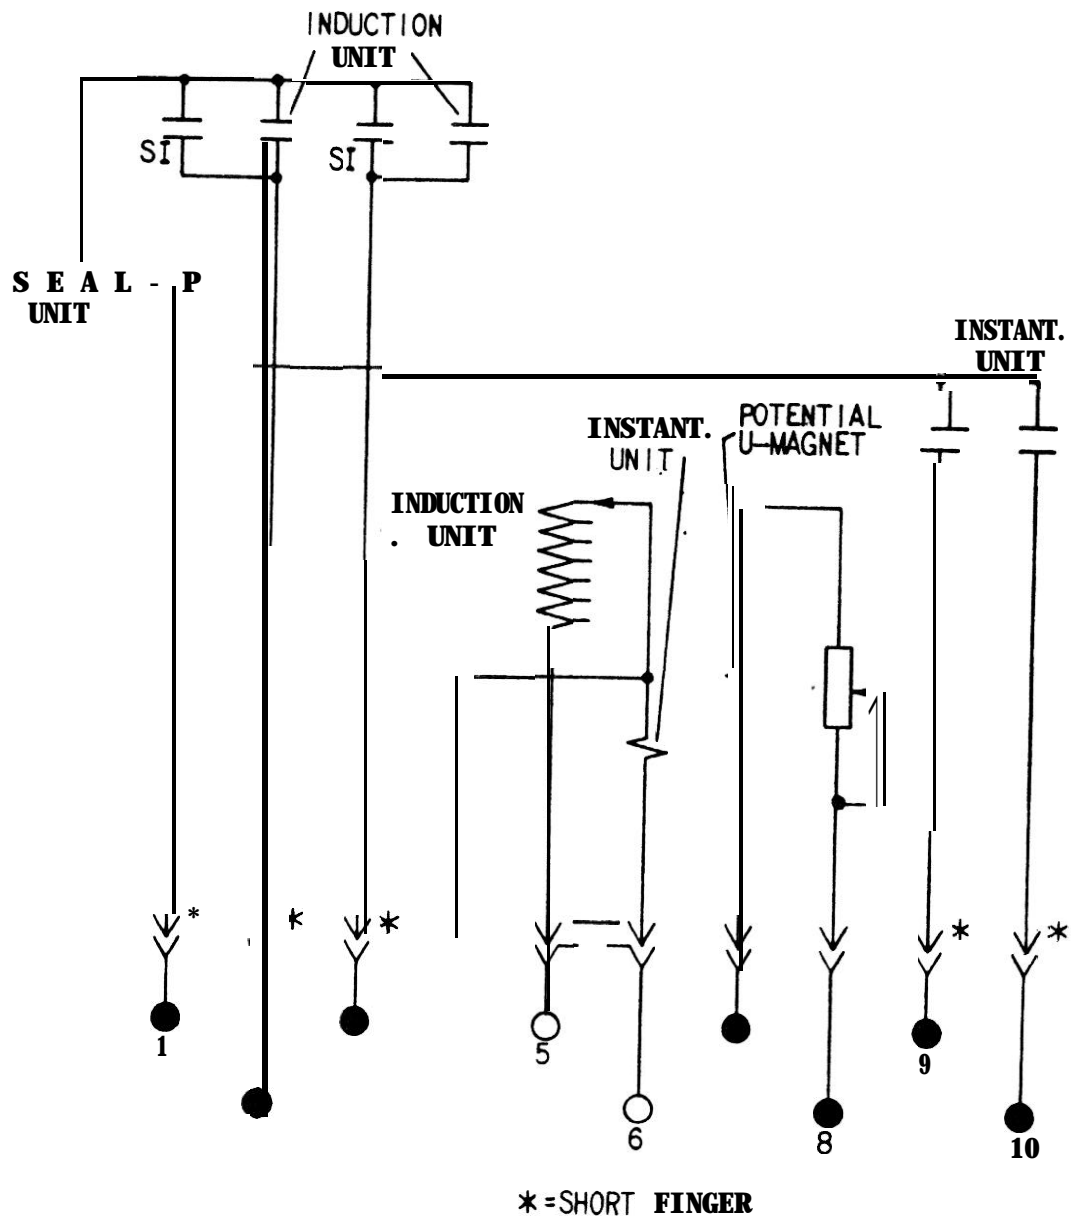 INDUCTION
UNIT
SI
SI
S E A L - P
UNIT
INSTANT.
UNIT
POTENTIAL
U-MAGNET
INSTANT.
UNIT
INDUCTION
. UNIT
*
*
*
*
*
1
5
9
6
8
10
*=SHORT FINGER